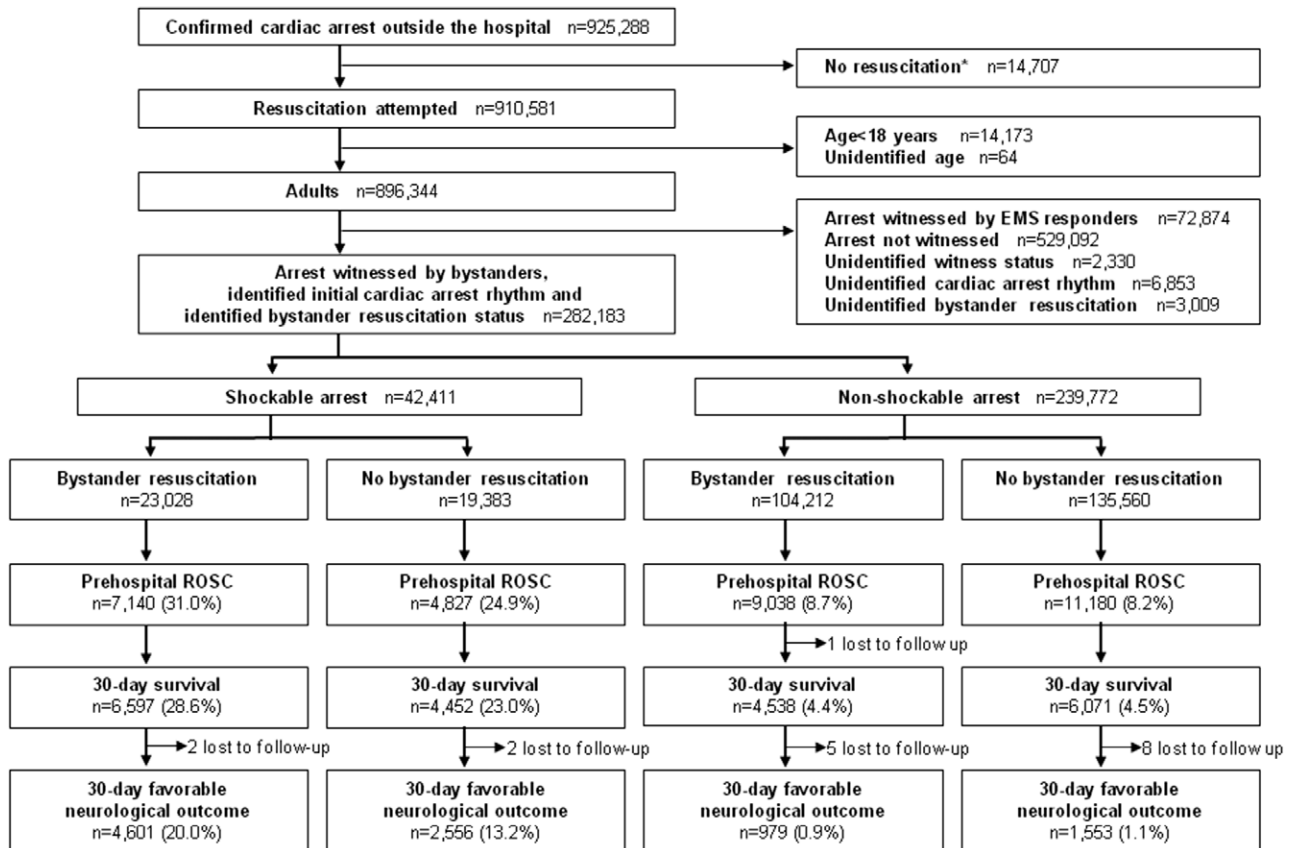 Confirmed cardiac arrest outside the hospital n=925,288
No resuscitation* n=14,707
Resuscitation attempted n=910,581
Age<18 years n=14,173
Unidentified age n=64
Adults n=896,344
Arrest witnessed by EMS responders n=72,874
Arrest not witnessed n=529,092
Unidentified witness status n=2,330
Unidentified cardiac arrest rhythm n=6,853
Unidentified bystander resuscitation n=3,009
Arrest witnessed by bystanders,
identified initial cardiac arrest rhythm and
identified bystander resuscitation status n=282,183
Shockable arrest n=42,411
Non-shockable arrest n=239,772
Bystander resuscitation
n=23,028
No bystander resuscitation
n=19,383
Bystander resuscitation
n=104,212
No bystander resuscitation
n=135,560
Prehospital ROSC
n=7,140 (31.0%)
Prehospital ROSC
n=4,827 (24.9%)
Prehospital ROSC
n=9,038 (8.7%)
Prehospital ROSC
n=11,180 (8.2%)
1 lost to follow up
30-day survival
n=6,597 (28.6%)
30-day survival
n=4,452 (23.0%)
30-day survival
n=4,538 (4.4%)
30-day survival
n=6,071 (4.5%)
2 lost to follow-up
2 lost to follow-up
5 lost to follow-up
8 lost to follow up
30-day favorable
neurological outcome
n=4,601 (20.0%)
30-day favorable
neurological outcome
n=2,556 (13.2%)
30-day favorable
neurological outcome
n=979 (0.9%)
30-day favorable
neurological outcome
n=1,553 (1.1%)